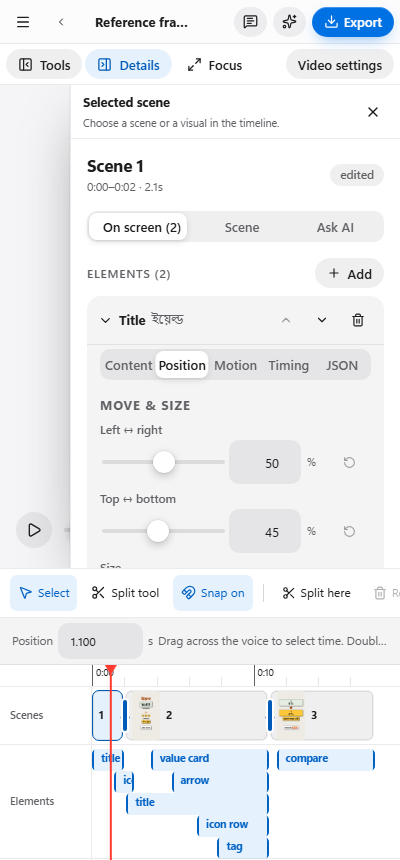 Reference fra...
Export
Tools
Details
Focus
Video settings
Selected scene
Choose a scene or a visual in the timeline.
Scene 1
0:00–0:02 · 2.1s
edited
On screen (2)
Scene
Ask AI
ELEMENTS (2)
Add
Title ইয়েল্ড
Content
Position
Motion
Timing
JSON
MOVE & SIZE
Left ↔ right
50 %
Top ↔ bottom
45 %
Size
Select
Split tool
Snap on
Split here
Position 1.100 s Drag across the voice to select time. Doubl...
0:00
0:10
Scenes
1
2
3
Elements
title
value card
compare
ic
arrow
title
icon row
tag